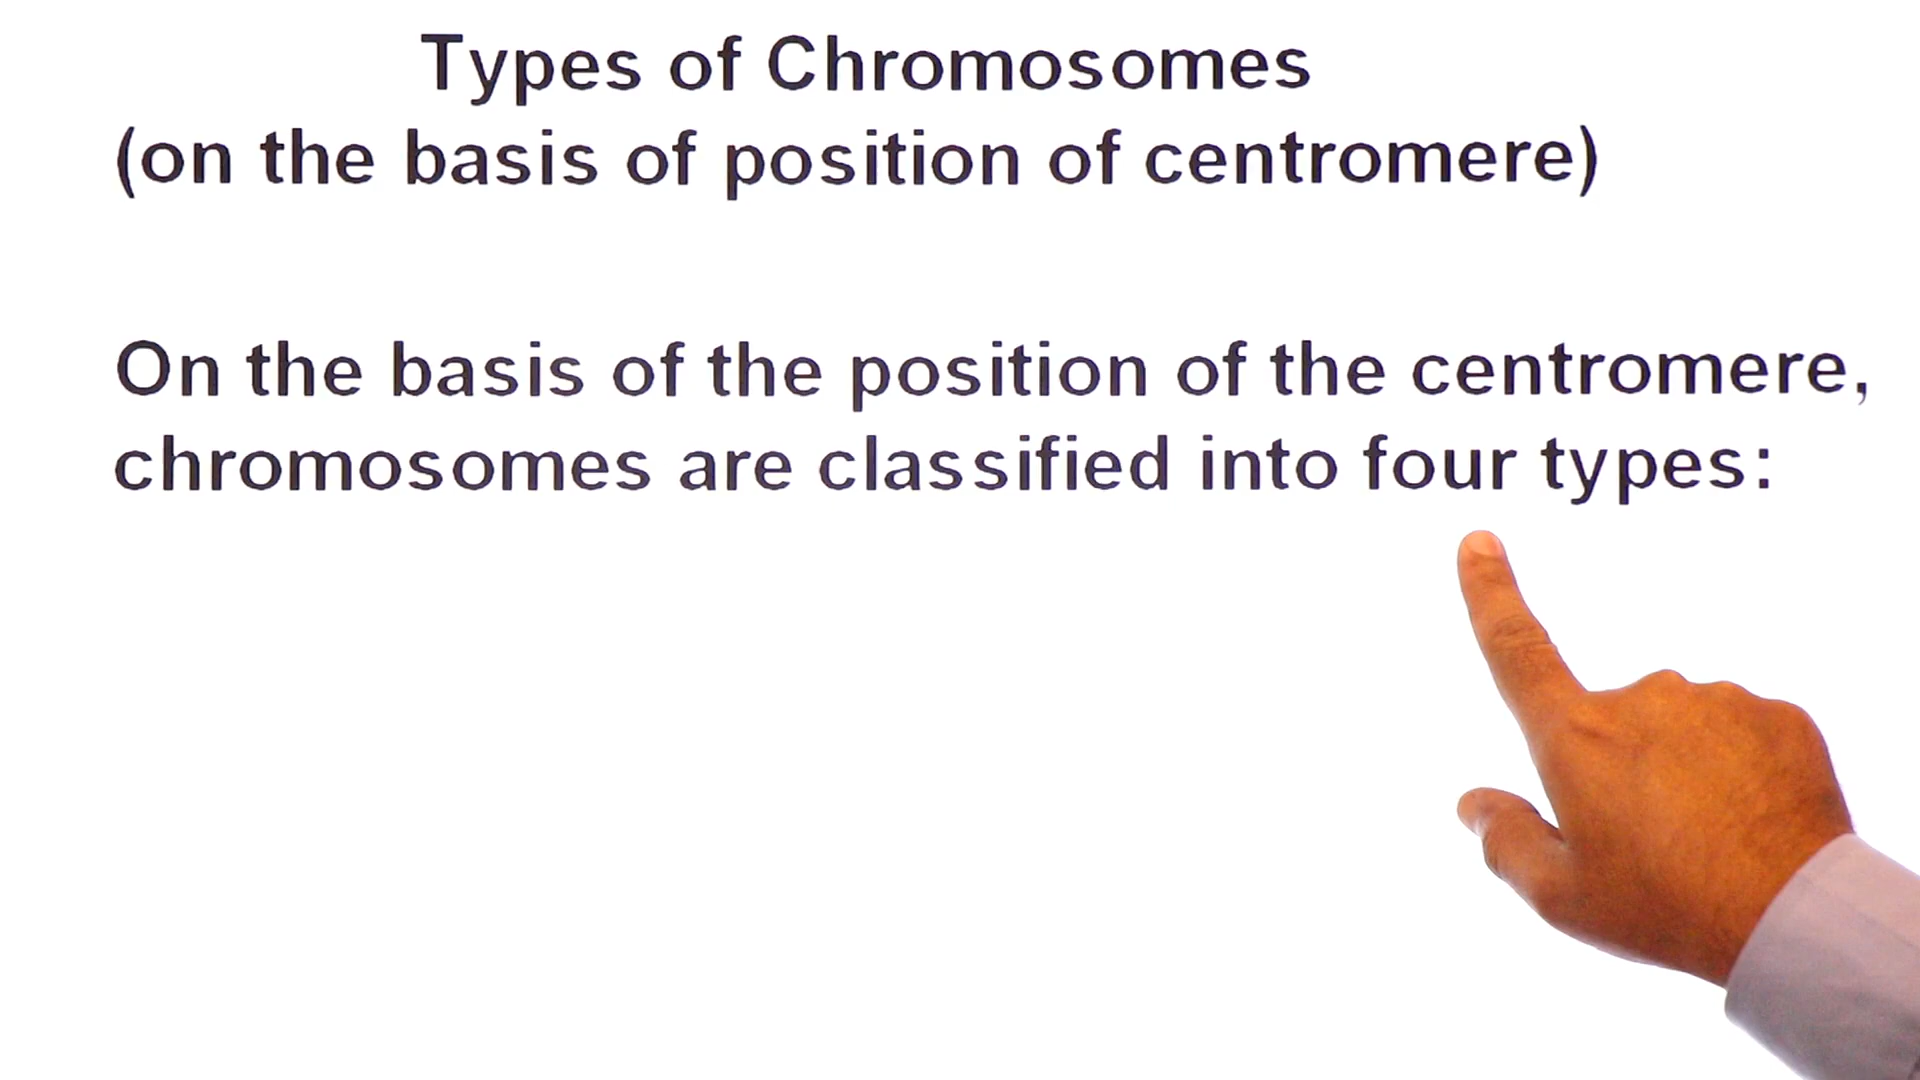 Types of Chromosomes
(on the basis of position of centromere)
On the basis of the position of the centromere,
chromosomes are classified into four types: